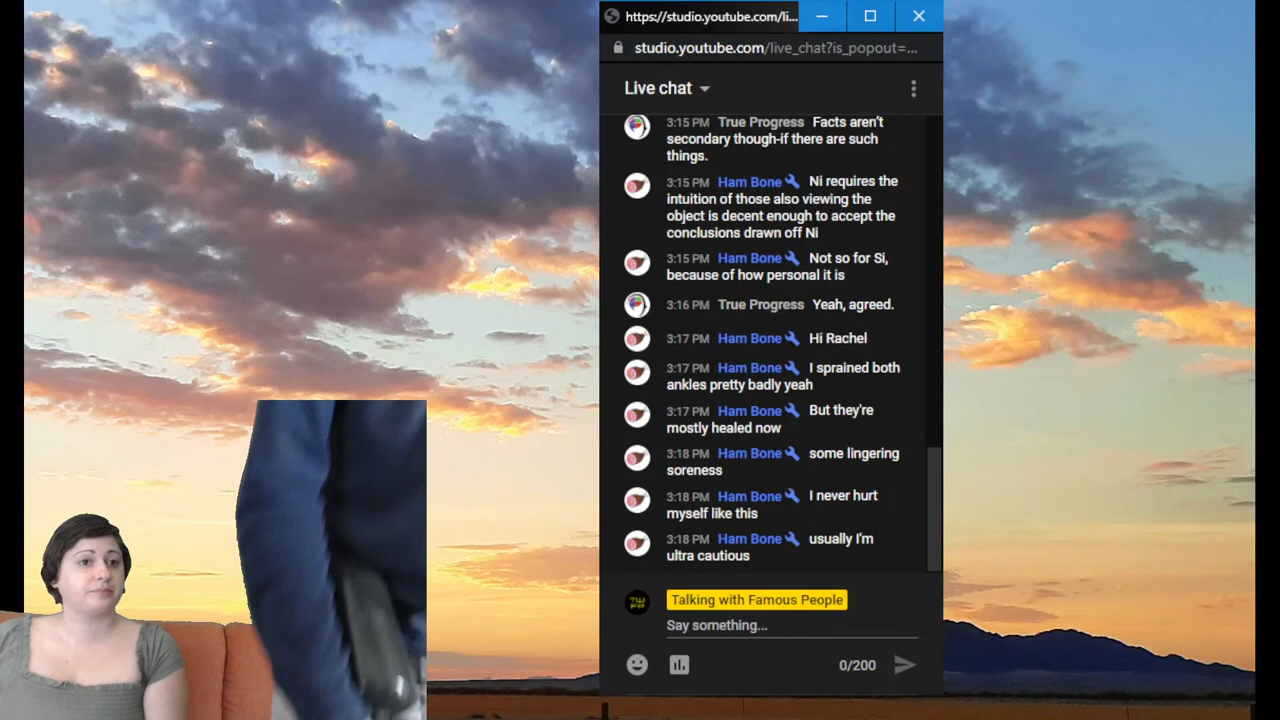 https://studio.youtube.com/li...
studio.youtube.com/live_chat?is_popout=...
Live chat
3:15 PM True Progress Facts aren't
secondary though-if there are such
things.
3:15 PM Ham Bone Ni requires the
intuition of those also viewing the
object is decent enough to accept the
conclusions drawn off Ni
3:15 PM Ham Bone Not so for Si,
because of how personal it is
3:16 PM True Progress Yeah, agreed.
3:17 PM Ham Bone Hi Rachel
3:17 PM Ham Bone I sprained both
ankles pretty badly yeah
3:17 PM Ham Bone But they're
mostly healed now
3:18 PM Ham Bone some lingering
soreness
3:18 PM Ham Bone I never hurt
myself like this
3:18 PM Ham Bone usually I'm
ultra cautious
TW
FP
Talking with Famous People
Say something...
0/200